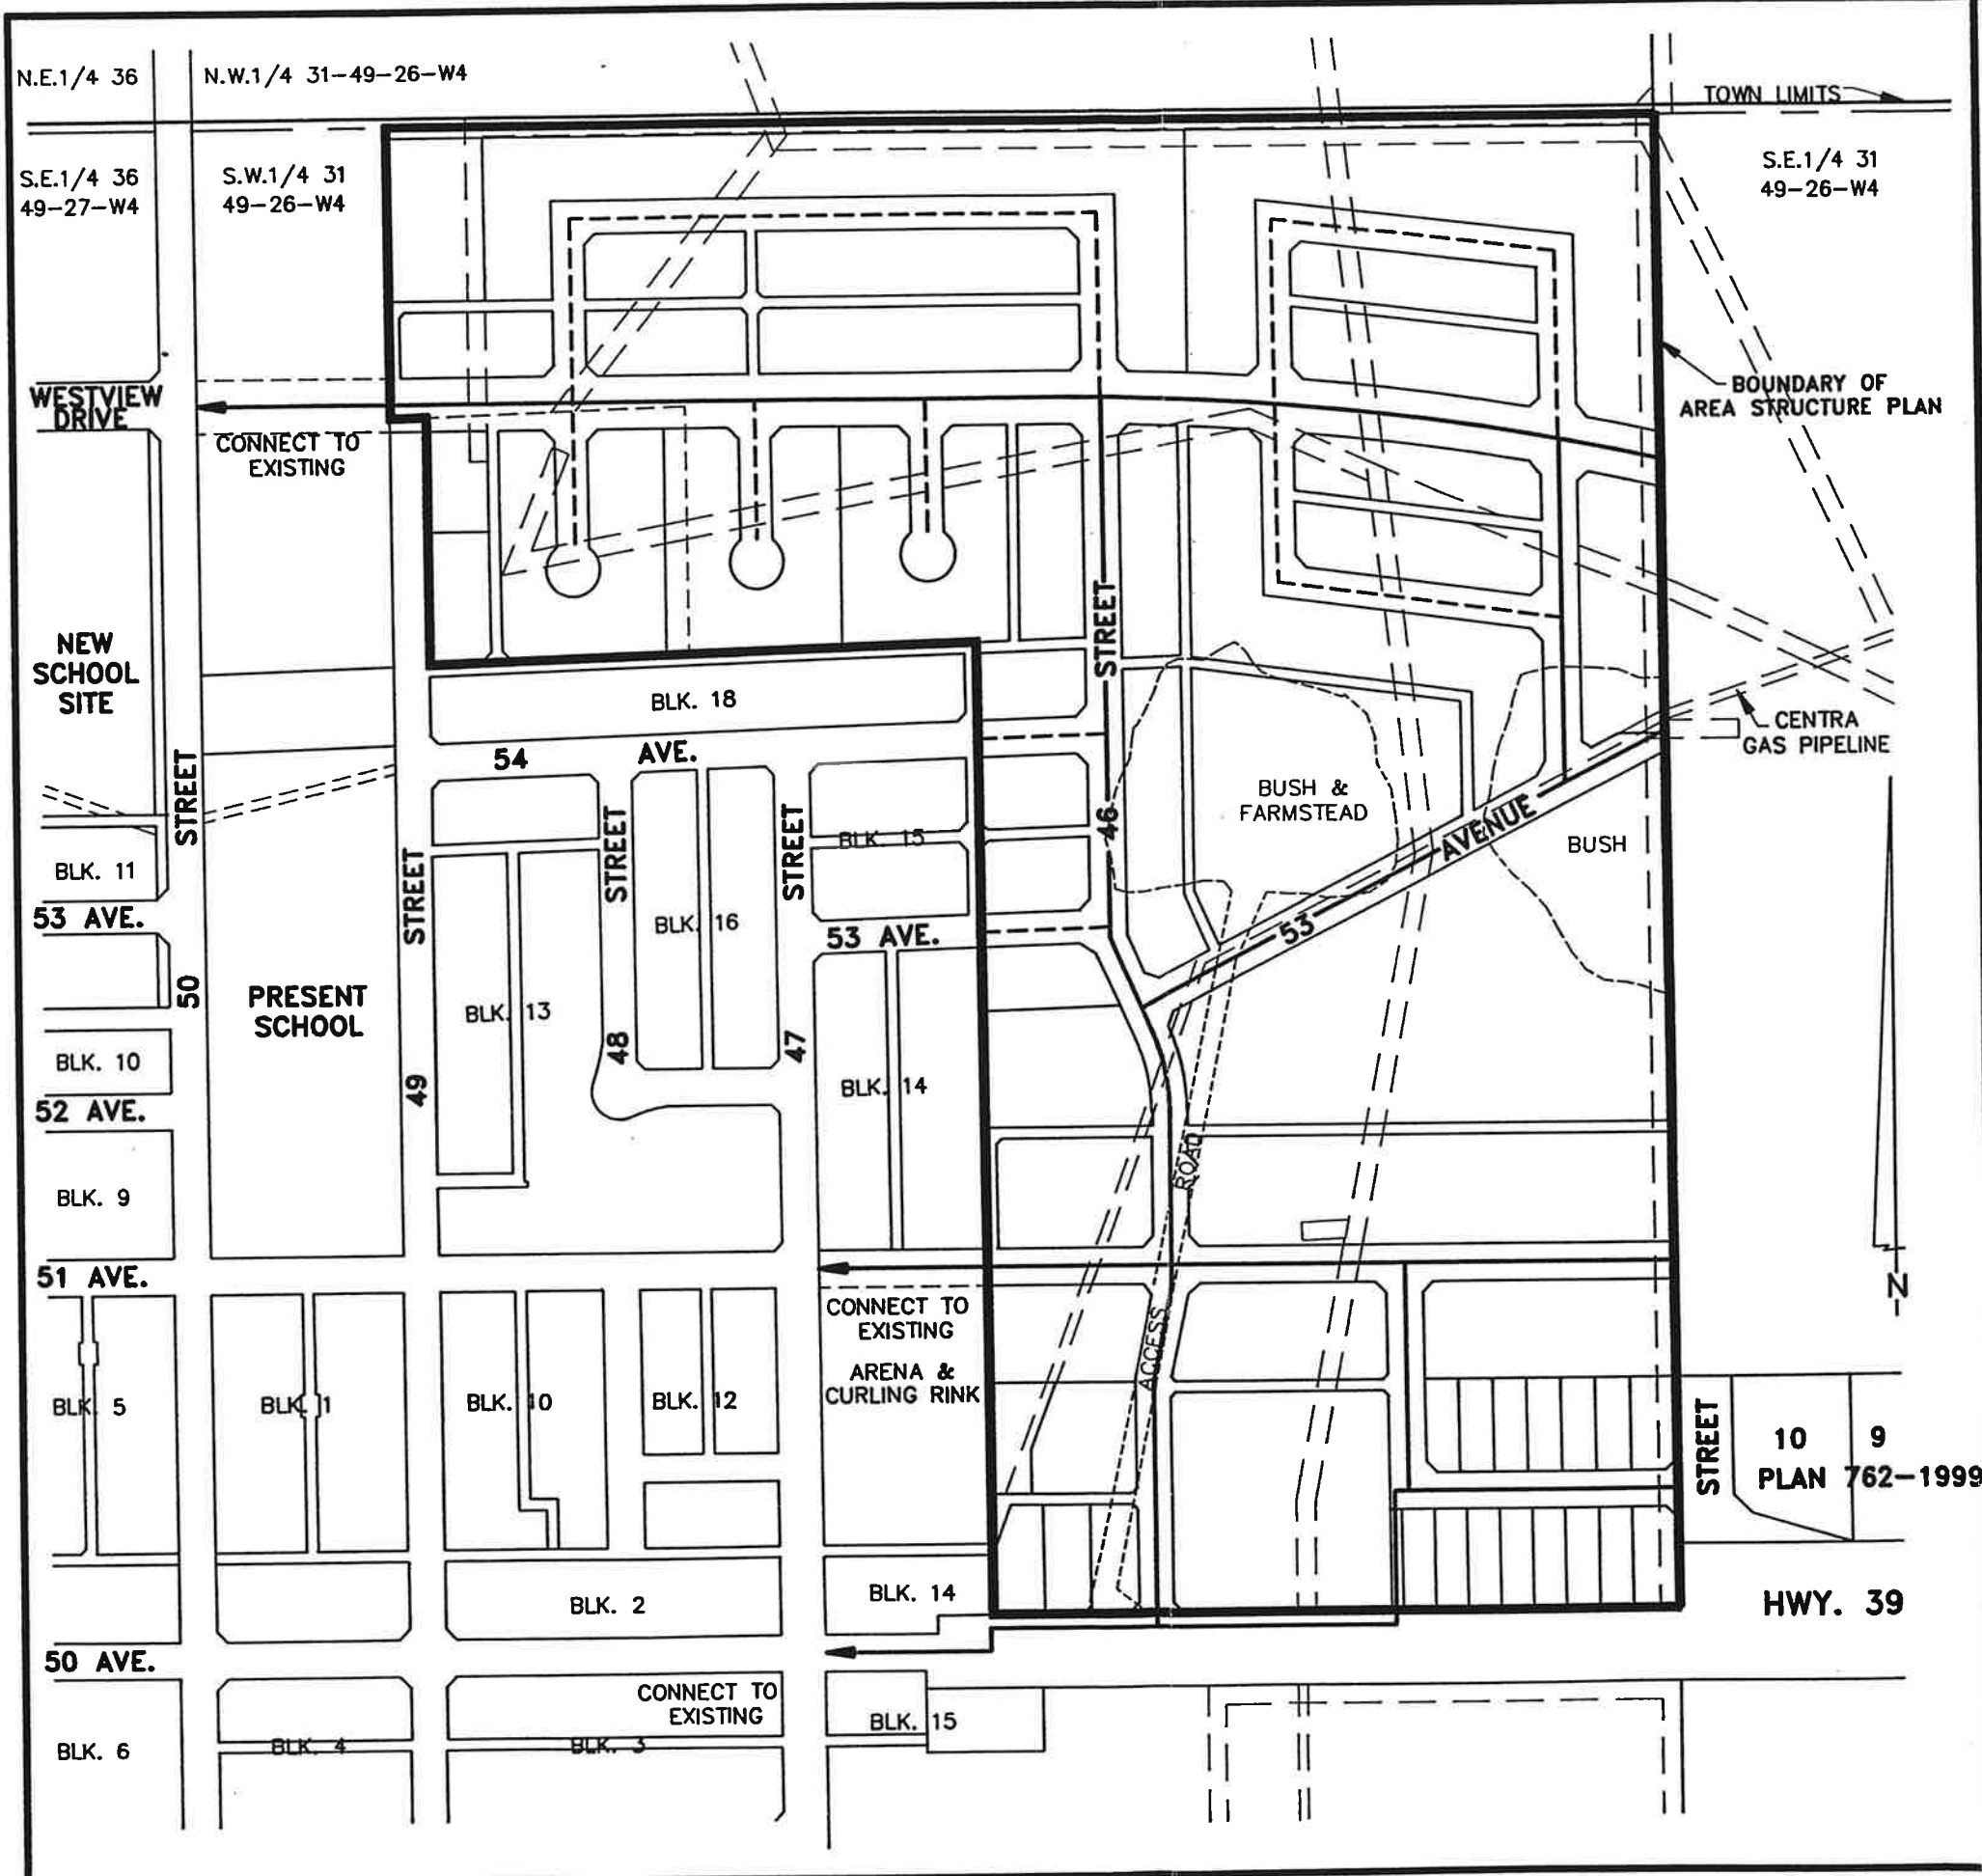 N.E.1/4 36
N.W.1/4 31-49-26-W4
TOWN LIMITS
S.E.1/4 36
49-27-W4
S.W.1/4 31
49-26-W4
S.E.1/4 31
49-26-W4
WESTVIEW
DRIVE
CONNECT TO
EXISTING
BOUNDARY OF
AREA STRUCTURE PLAN
NEW
SCHOOL
SITE
STREET
BLK. 18
54 AVE.
CENTRA
GAS PIPELINE
STREET
50
BUSH &
FARMSTEAD
46
BLK. 11
STREET
STREET
STREET
BLK. 15
53 AVENUE
BUSH
53 AVE.
BLK. 16
53 AVE.
PRESENT
SCHOOL
BLK. 13
48
47
49
BLK. 10
BLK. 14
52 AVE.
BLK. 9
ACCESS ROAD
51 AVE.
N
CONNECT TO
EXISTING
ARENA &
CURLING RINK
BLK. 5
BLK. 1
BLK. 10
BLK. 12
STREET
10
9
PLAN 762-1999
BLK. 2
BLK. 14
HWY. 39
50 AVE.
CONNECT TO
EXISTING
BLK. 15
BLK. 6
BLK. 4
BLK. 3